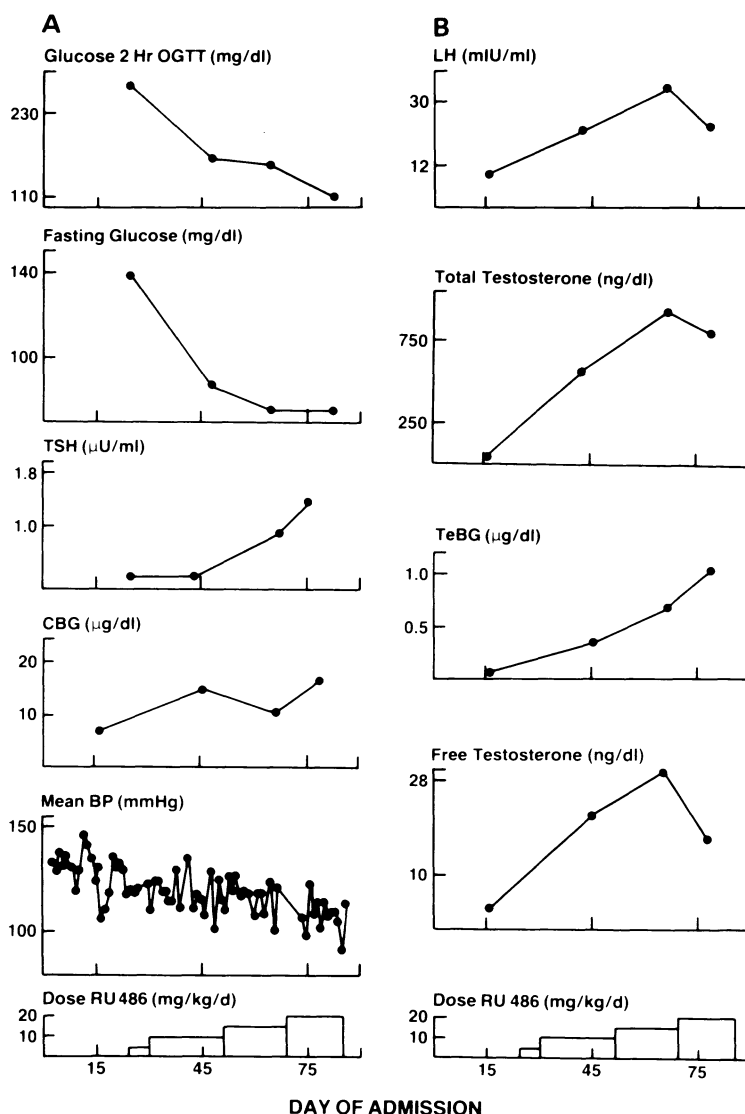 A
Glucose 2 Hr OGTT (mg/dl)
230
110
Fasting Glucose (mg/dl)
140
100
TSH (µU/ml)
1.8
1.0
CBG (µg/dl)
20
10
Mean BP (mmHg)
150
100
Dose RU 486 (mg/kg/d)
20
10
15 45 75
B
LH (mIU/ml)
30
12
Total Testosterone (ng/dl)
750
250
TeBG (µg/dl)
1.0
0.5
Free Testosterone (ng/dl)
28
10
Dose RU 486 (mg/kg/d)
20
10
15 45 75
DAY OF ADMISSION